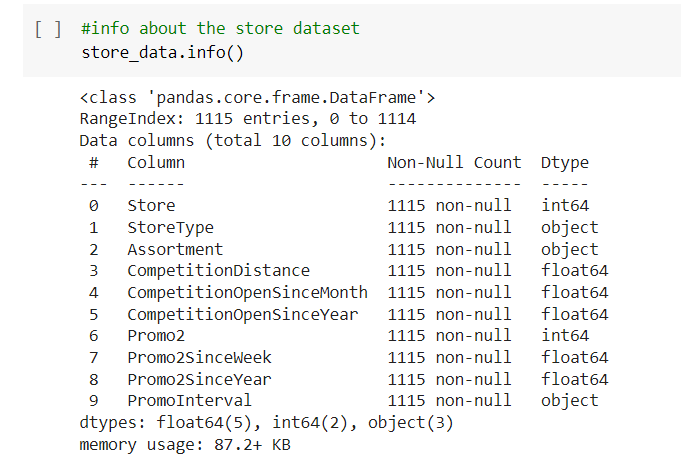 [ ] #info about the store dataset
store_data.info()
<class 'pandas.core.frame.DataFrame'>
RangeIndex: 1115 entries, 0 to 1114
Data columns (total 10 columns):
 #   Column                     Non-Null Count  Dtype
---  ------                     --------------  -----
 0   Store                      1115 non-null   int64
 1   StoreType                  1115 non-null   object
 2   Assortment                 1115 non-null   object
 3   CompetitionDistance        1115 non-null   float64
 4   CompetitionOpenSinceMonth  1115 non-null   float64
 5   CompetitionOpenSinceYear   1115 non-null   float64
 6   Promo2                     1115 non-null   int64
 7   Promo2SinceWeek            1115 non-null   float64
 8   Promo2SinceYear            1115 non-null   float64
 9   PromoInterval              1115 non-null   object
dtypes: float64(5), int64(2), object(3)
memory usage: 87.2+ KB